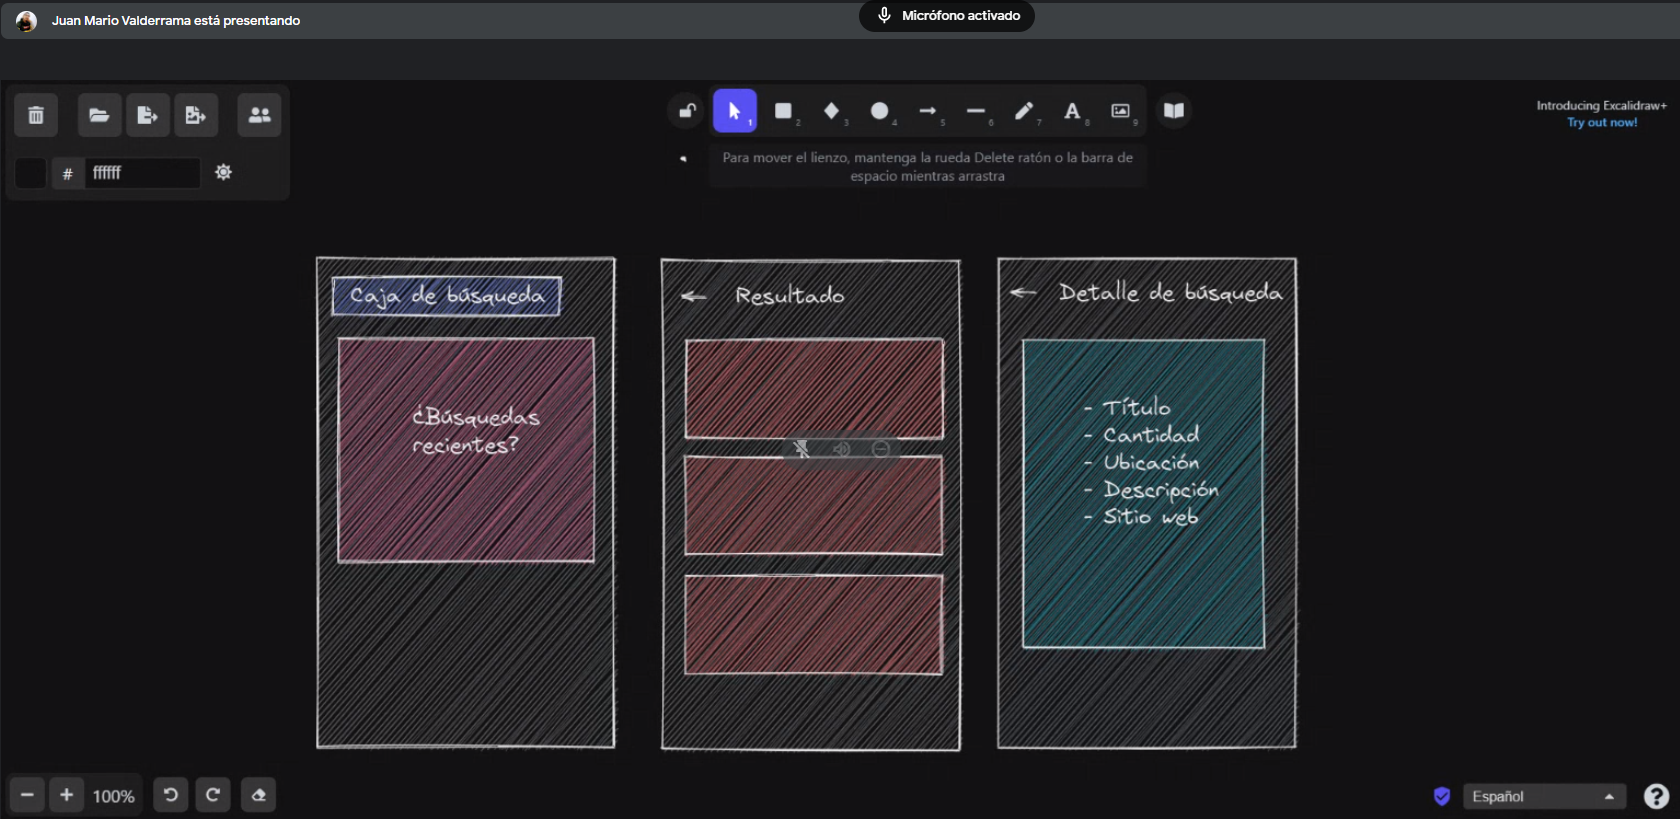 Juan Mario Valderrama está presentando
Micrófono activado
Introducing Excalidraw+
Try out now!
1
2
3
4
5
6
7
A
8
9
# ffffff
Para mover el lienzo, mantenga la rueda Delete ratón o la barra de
espacio mientras arrastra
Caja de búsqueda
¿Búsquedas
recientes?
← Resultado
← Detalle de búsqueda
- Título
- Cantidad
- Ubicación
- Descripción
- Sitio web
100%
Español
?